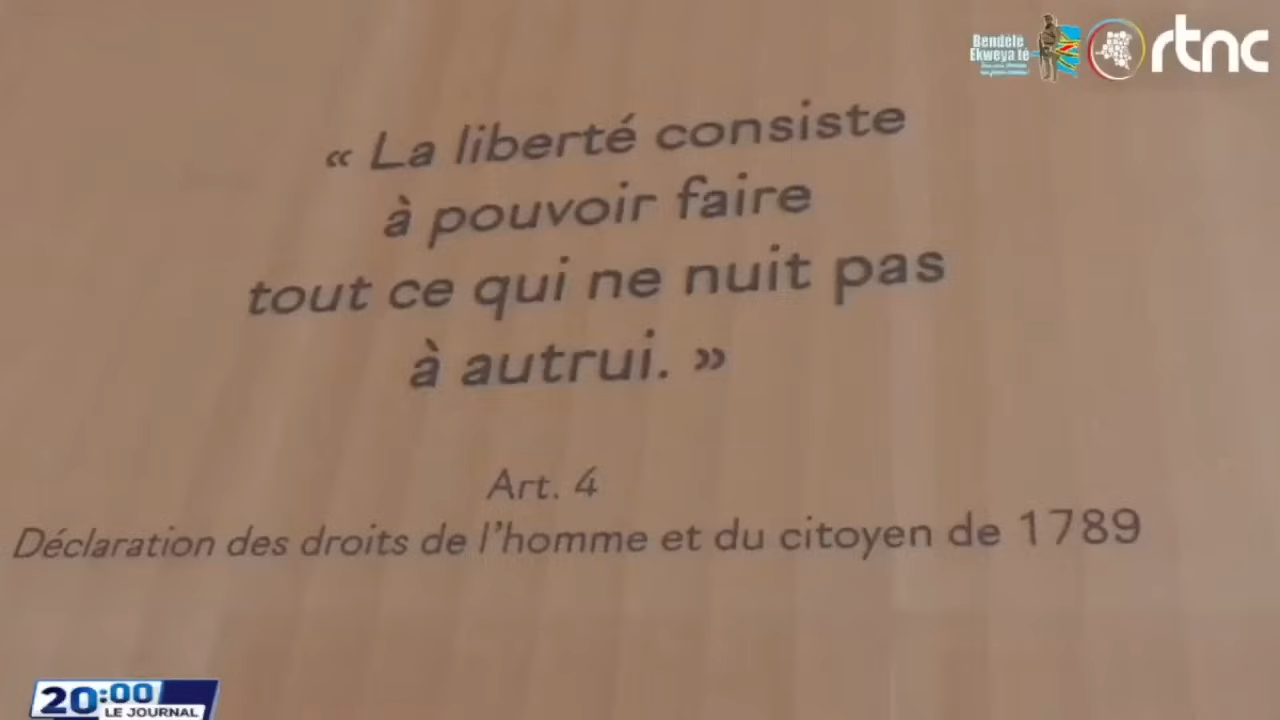 Bendele
Ekweya te
rtnc
« La liberté consiste
à pouvoir faire
tout ce qui ne nuit pas
à autrui. »
Art. 4
Déclaration des droits de l'homme et du citoyen de 1789
20:00
LE JOURNAL